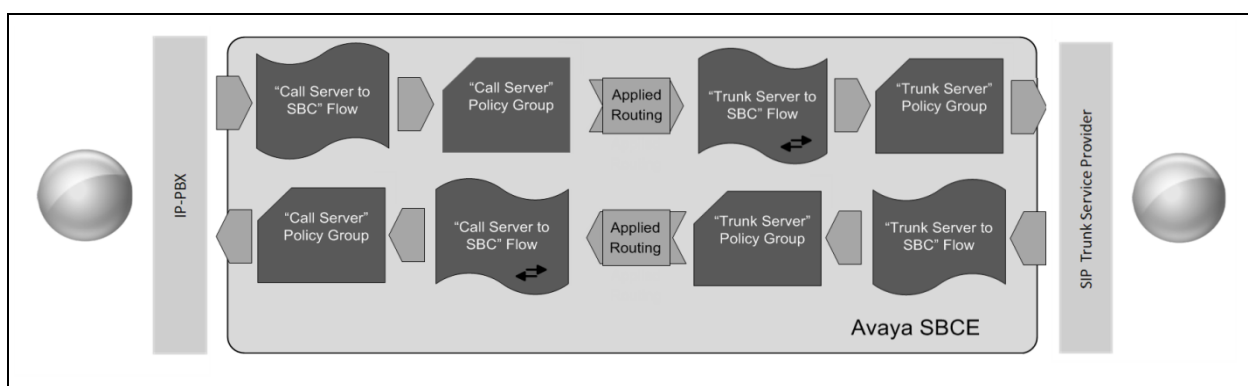 IP-PBX
"Call Server to
SBC" Flow
"Call Server"
Policy Group
Applied
Routing
"Trunk Server to
SBC" Flow
"Trunk Server"
Policy Group
"Call Server"
Policy Group
"Call Server to
SBC" Flow
Applied
Routing
"Trunk Server"
Policy Group
"Trunk Server to
SBC" Flow
Avaya SBCE
SIP Trunk Service Provider